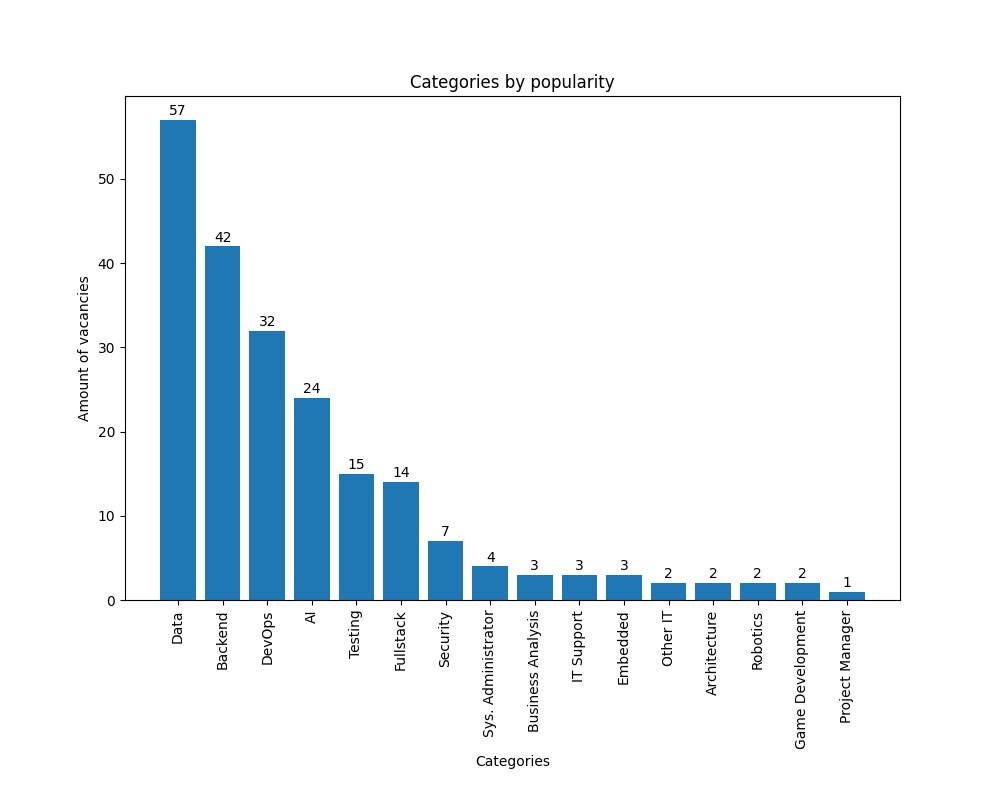 Categories by popularity
57
42
32
24
15
14
7
4
3
3
3
2
2
2
2
1
50
40
30
20
10
0
Amount of vacancies
Data
Backend
DevOps
AI
Testing
Fullstack
Security
Sys. Administrator
Business Analysis
IT Support
Embedded
Other IT
Architecture
Robotics
Game Development
Project Manager
Categories